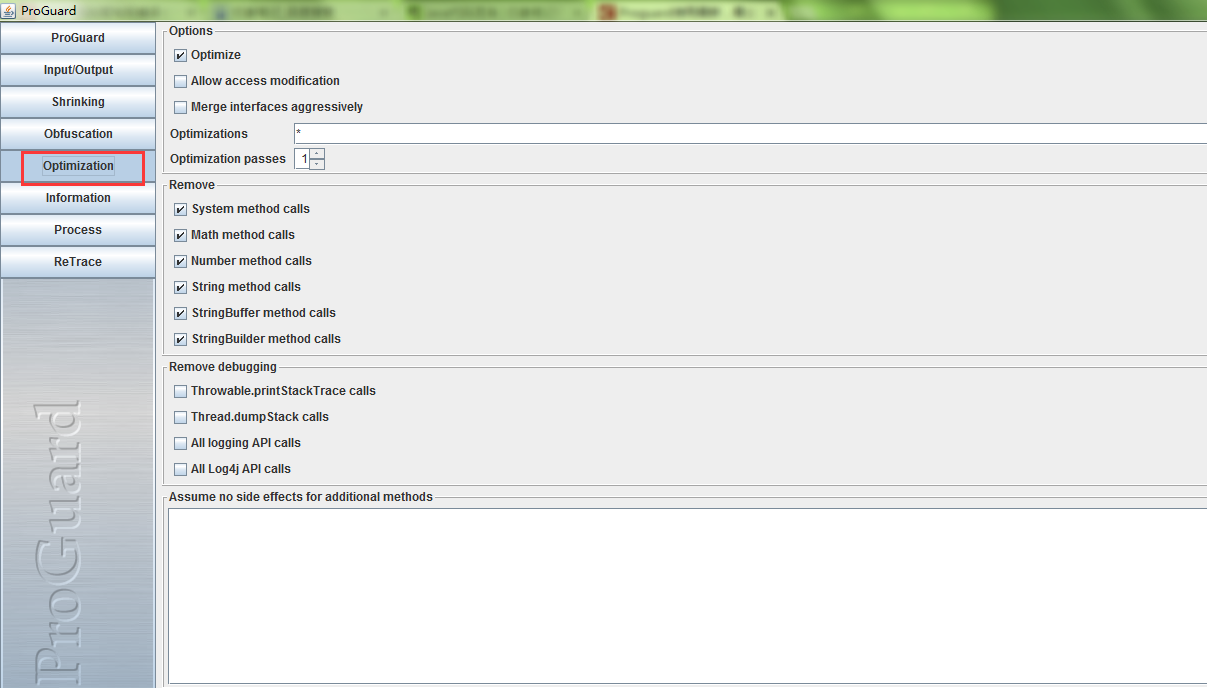 ProGuard
ProGuard
Input/Output
Shrinking
Obfuscation
Optimization
Information
Process
ReTrace
ProGuard
Options
Optimize
Allow access modification
Merge interfaces aggressively
Optimizations *
Optimization passes 1
Remove
System method calls
Math method calls
Number method calls
String method calls
StringBuffer method calls
StringBuilder method calls
Remove debugging
Throwable.printStackTrace calls
Thread.dumpStack calls
All logging API calls
All Log4j API calls
Assume no side effects for additional methods